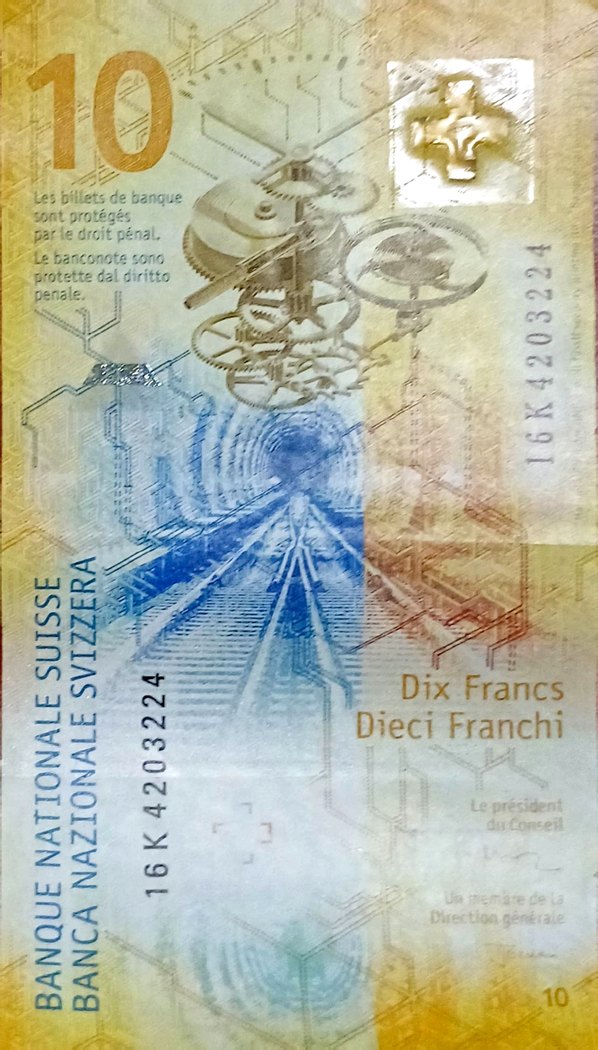 10
Les billets de banque
sont protégés
par le droit pénal.
Le banconote sono
protette dal diritto
penale.
16K4203224
BANQUE NATIONALE SUISSE
BANCA NAZIONALE SVIZZERA
16K4203224
Dix Francs
Dieci Franchi
Le président
du Conseil
Un membre de la
Direction générale
10